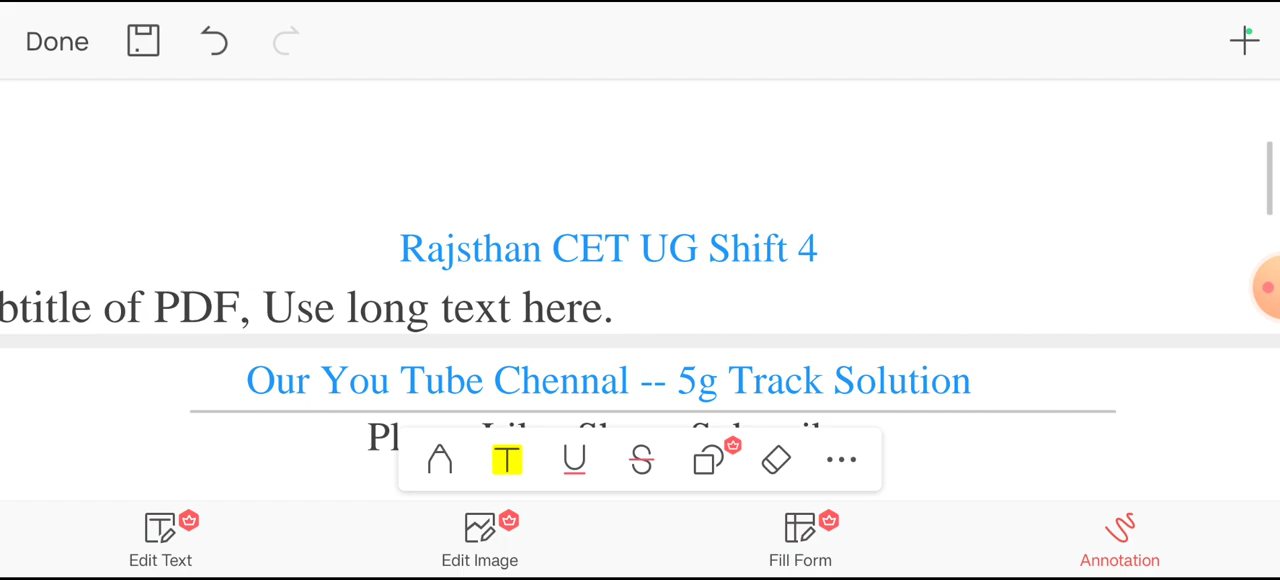 Done
Rajsthan CET UG Shift 4
btitle of PDF, Use long text here.
Our You Tube Chennal -- 5g Track Solution
T U S
Edit Text
Edit Image
Fill Form
Annotation